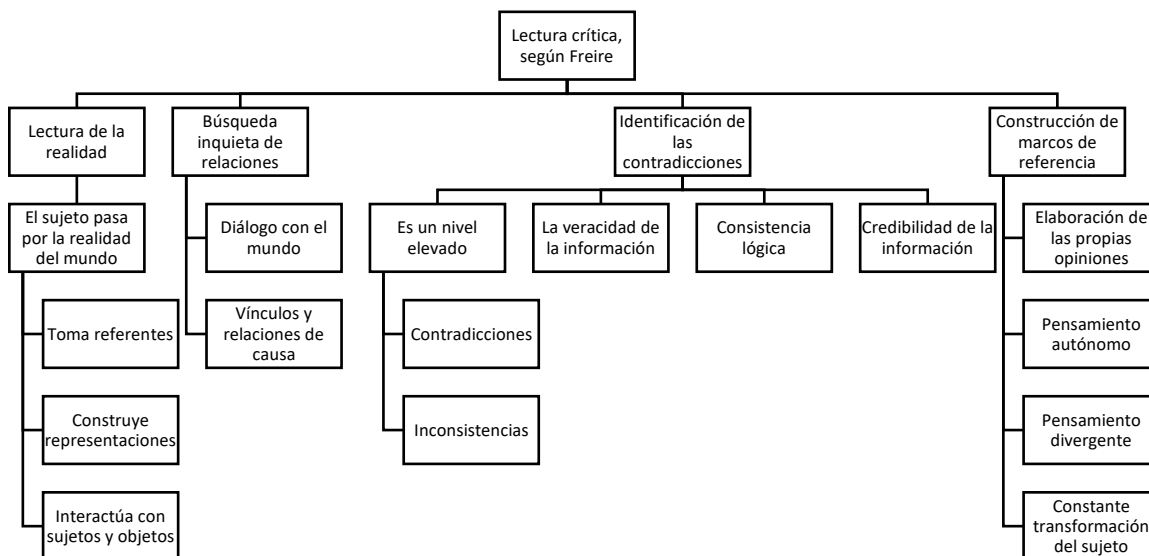 Lectura crítica,
según Freire
Lectura de la
realidad
El sujeto pasa
por la realidad
del mundo
Toma referentes
Construye
representaciones
Interactúa con
sujetos y objetos
Búsqueda
inquieta de
relaciones
Diálogo con el
mundo
Vínculos y
relaciones de
causa
Identificación de
las
contradicciones
Es un nivel
elevado
Contradicciones
Inconsistencias
La veracidad de
la información
Consistencia
lógica
Credibilidad de la
información
Construcción de
marcos de
referencia
Elaboración de
las propias
opiniones
Pensamiento
autónomo
Pensamiento
divergente
Constante
transformación
del sujeto